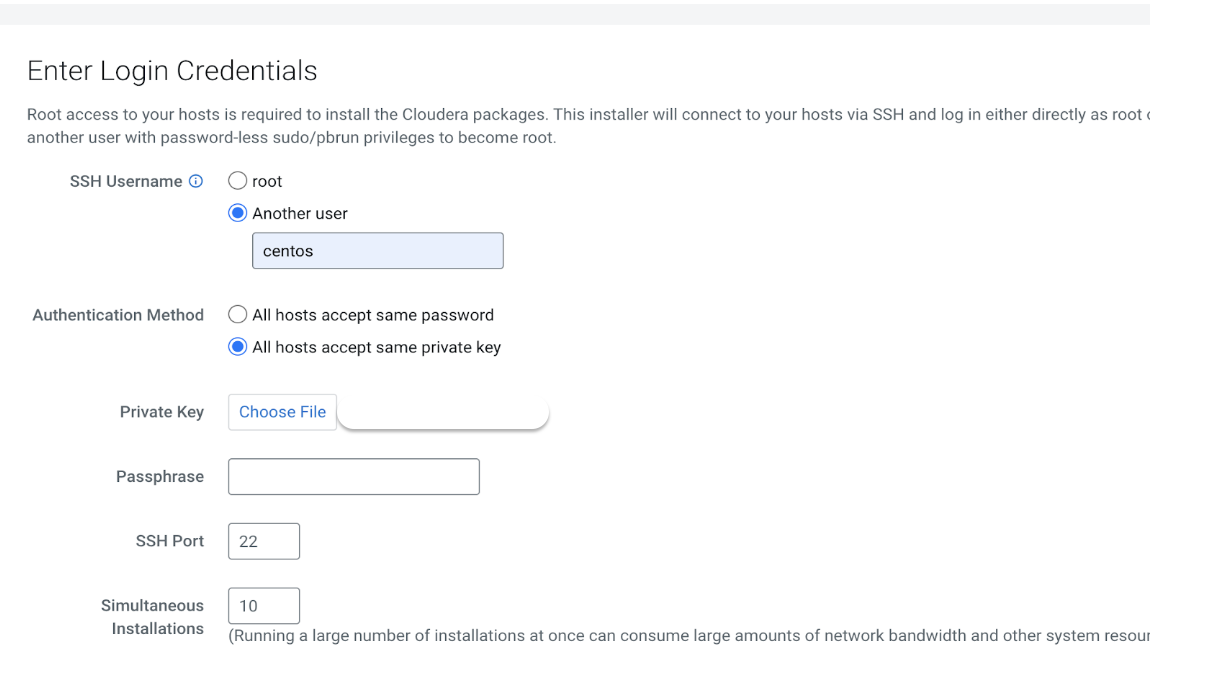 Enter Login Credentials
Root access to your hosts is required to install the Cloudera packages. This installer will connect to your hosts via SSH and log in either directly as root
another user with password-less sudo/pbrun privileges to become root.
SSH Username root
Another user
centos
Authentication Method All hosts accept same password
All hosts accept same private key
Private Key Choose File
Passphrase
SSH Port 22
Simultaneous 10
Installations
(Running a large number of installations at once can consume large amounts of network bandwidth and other system